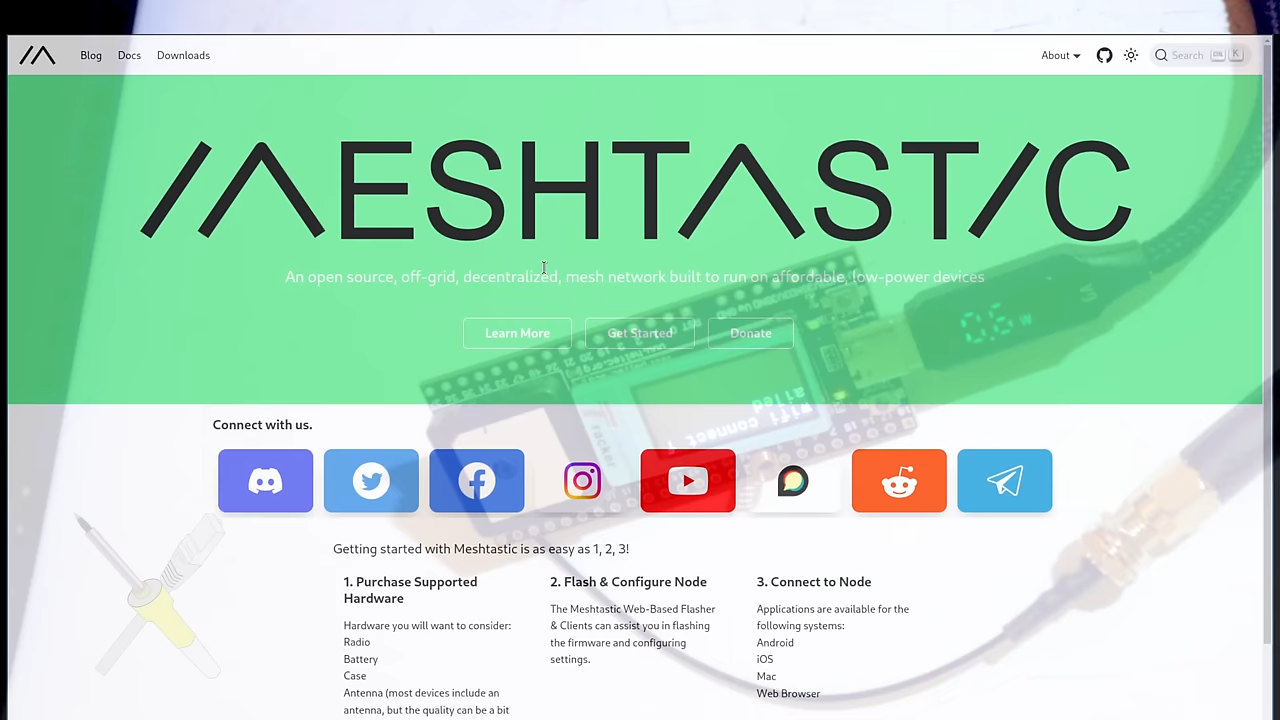 Blog Docs Downloads About Search CTRL K
MESHTASTIC
An open source, off-grid, decentralized, mesh network built to run on affordable, low-power devices
Learn More Get Started Donate
Connect with us.
Getting started with Meshtastic is as easy as 1, 2, 3!
1. Purchase Supported
Hardware
Hardware you will want to consider:
Radio
Battery
Case
Antenna (most devices include an
antenna, but the quality can be a bit
2. Flash & Configure Node
The Meshtastic Web-Based Flasher
& Clients can assist you in flashing
the firmware and configuring
settings.
3. Connect to Node
Applications are available for the
following systems:
Android
iOS
Mac
Web Browser